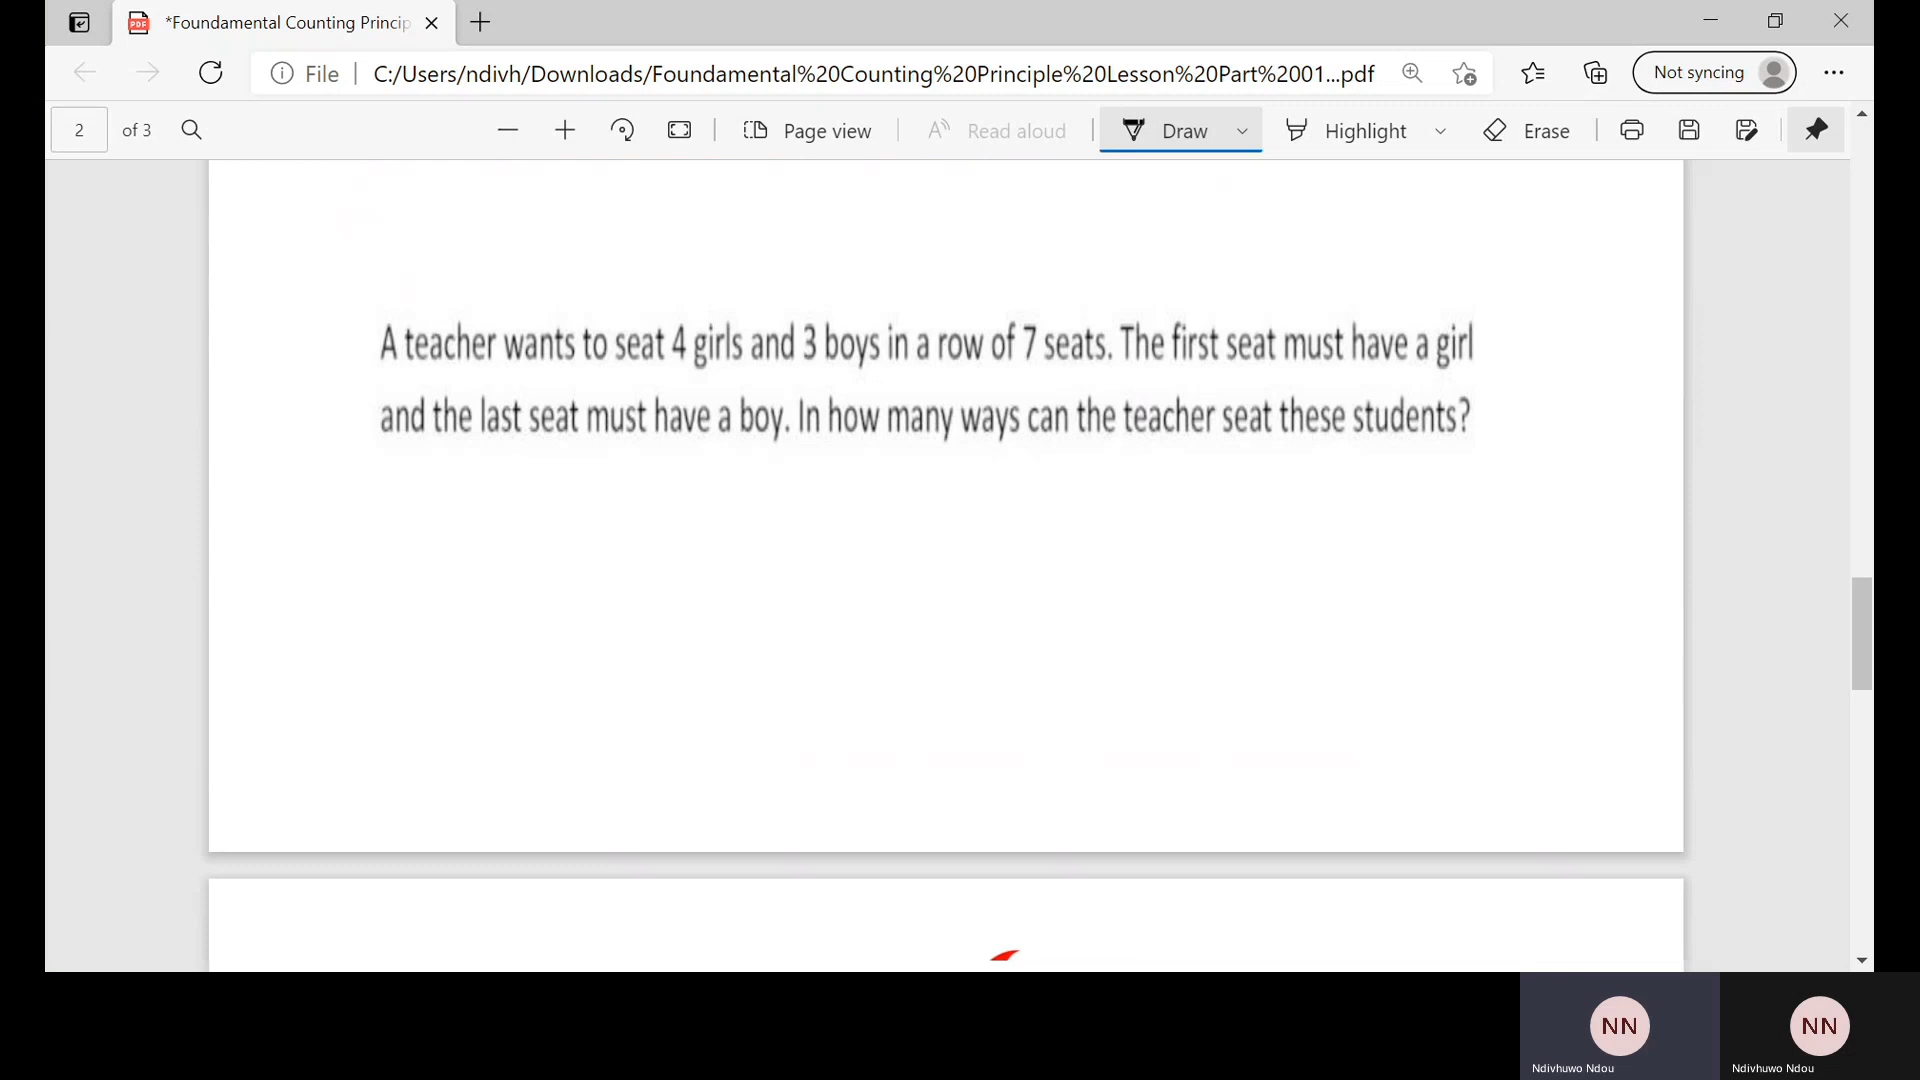 *Foundamental Counting Princip
File
C:/Users/ndivh/Downloads/Foundamental%20Counting%20Principle%20Lesson%20Part%2001...pdf
Not syncing
2 of 3
Page view
Read aloud
Draw
Highlight
Erase
A teacher wants to seat 4 girls and 3 boys in a row of 7 seats. The first seat must have a girl
and the last seat must have a boy. In how many ways can the teacher seat these students?
NN
NN
Ndivhuwo Ndou
Ndivhuwo Ndou